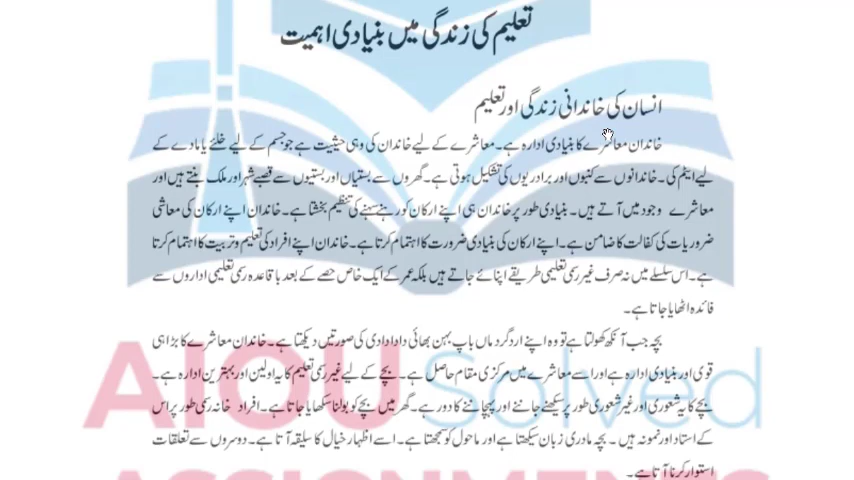 تعلیم کی زندگی میں بنیادی اہمیت
انسان کی خاندانی زندگی اور تعلیم
خاندان معاشرے کا بنیادی ادارہ ہے۔ معاشرے کے لیے خاندان کی وہی حیثیت ہے جو جسم کے لیے خلئے یا مادے کے
لیے ایٹم کی۔ خاندانوں سے کنبوں اور برادریوں کی تشکیل ہوتی ہے۔ گھروں سے بستیاں اور بستیوں سے قصبے شہر اور ملک بنتے ہیں اور
معاشرے وجود میں آتے ہیں۔ بنیادی طور پر خاندان ہی اپنے ارکان کو رہنے سہنے کی تنظیم بخشتا ہے۔ خاندان اپنے ارکان کی معاشی
ضروریات کی کفالت کا ضامن ہے۔ اپنے ارکان کی بنیادی ضرورت کا اہتمام کرتا ہے۔ خاندان اپنے افراد کی تعلیم و تربیت کا اہتمام کرتا
ہے۔ اس سلسلے میں نہ صرف غیر رسمی تعلیمی طریقے اپنائے جاتے ہیں بلکہ عمر کے ایک خاص حصے کے بعد باقاعدہ رسمی تعلیمی اداروں سے
فائدہ اٹھایا جاتا ہے۔
بچہ جب آنکھ کھولتا ہے تو وہ اپنے ارد گرد ماں باپ بہن بھائی دادا دادی کی صورتیں دیکھتا ہے۔ خاندان معاشرے کا بڑا ہی
قوی اور بنیادی ادارہ ہے اور اسے معاشرے میں مرکزی مقام حاصل ہے۔ بچے کے لیے غیر رسمی تعلیم کا یہ اولین اور بہترین ادارہ ہے۔
بچے کا یہ شعوری اور غیر شعوری طور پر سیکھنے جاننے اور پہچاننے کا دور ہے۔ گھر میں بچے کو بولنا سکھایا جاتا ہے۔ افراد خانہ رسمی طور پر اس
کے استاد اور نمونہ ہیں۔ بچہ مادری زبان سیکھتا ہے اور ماحول کو سمجھتا ہے۔ اسے اظہار خیال کا سلیقہ آتا ہے۔ دوسروں سے تعلقات
استوار کرنا آتا ہے۔
AIOU Solved
ASSIGNMENTS